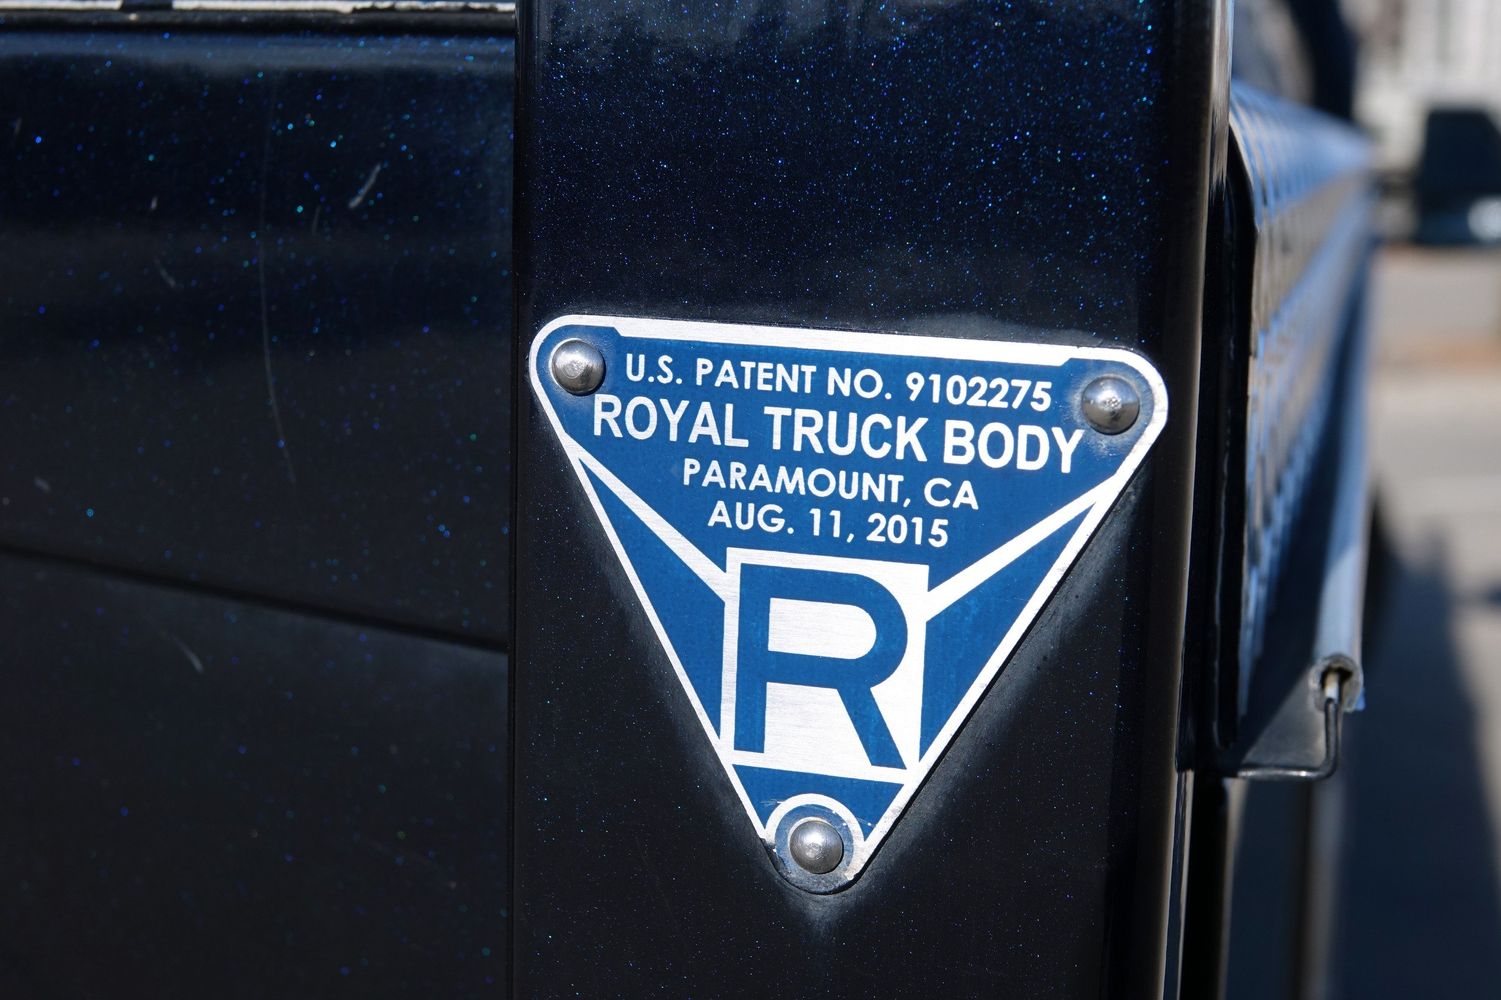 U.S. PATENT NO. 9102275
ROYAL TRUCK BODY
PARAMOUNT, CA
AUG. 11, 2015
R